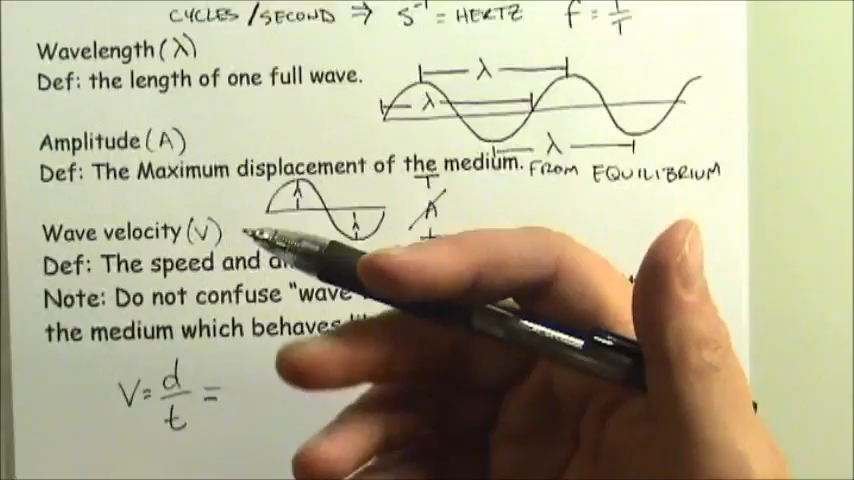 CYCLES/SECOND ⇒ S⁻¹ = HERTZ f = 1/T
Wavelength (λ)
Def: the length of one full wave.
λ
λ
λ
Amplitude (A)
Def: The Maximum displacement of the medium. FROM EQUILIBRIUM
A
A
A
Wave velocity (V)
Def: The speed and
Note: Do not confuse "wave
the medium which behaves
V = d/t =